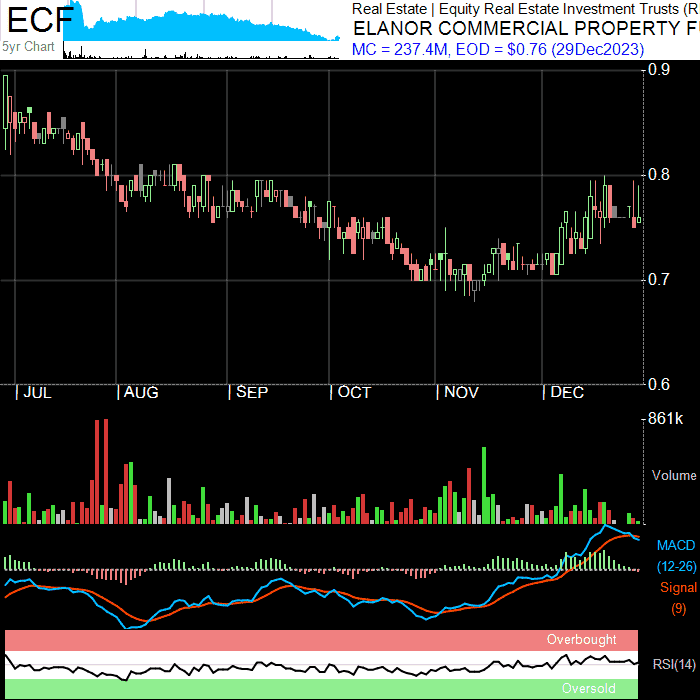 ECF
5yr Chart
Real Estate | Equity Real Estate Investment Trusts (R
ELANOR COMMERCIAL PROPERTY F
MC = 237.4M, EOD = $0.76 (29Dec2023)
0.9
0.8
0.7
0.6
| JUL | AUG | SEP | OCT | NOV | DEC
861k
Volume
MACD
(12-26)
Signal
(9)
Overbought
RSI(14)
Oversold